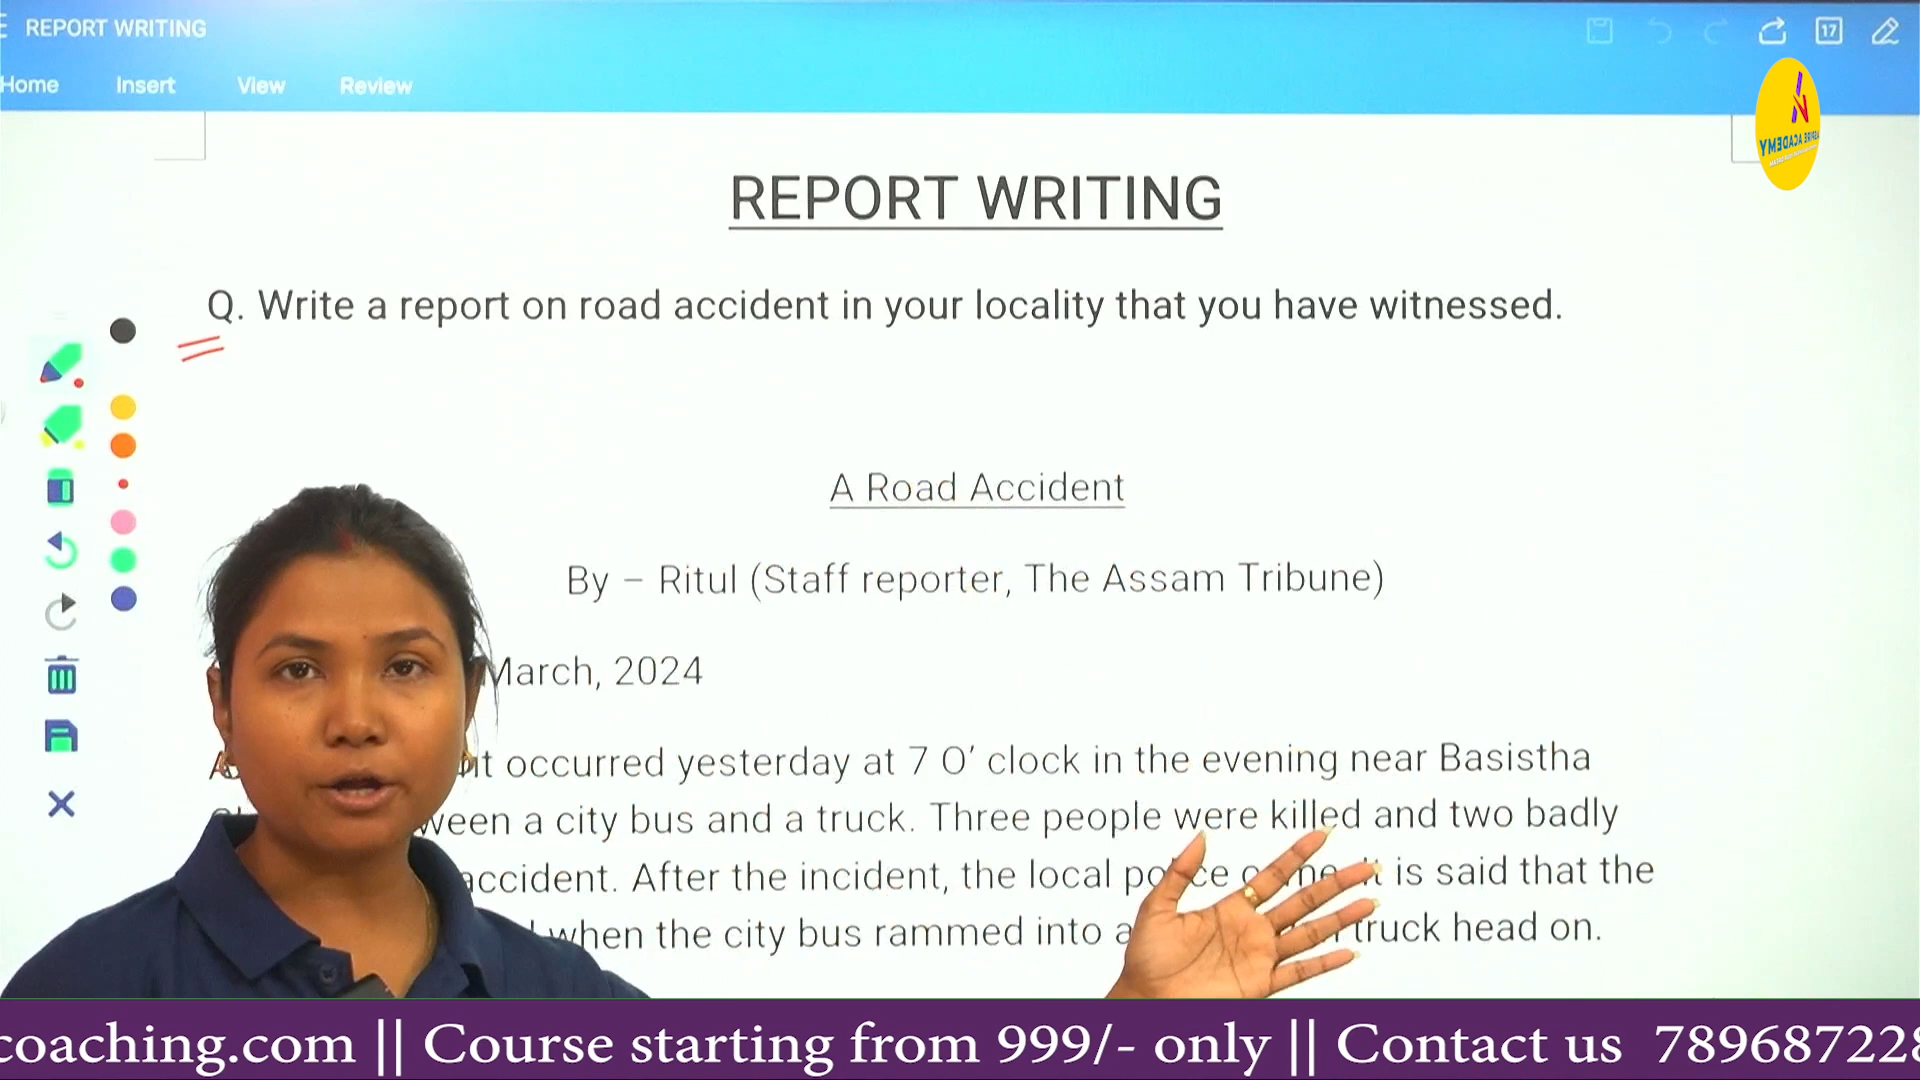 REPORT WRITING
17
Home Insert View Review
ASPIRE ACADEMY
REPORT WRITING
Q. Write a report on road accident in your locality that you have witnessed.
A Road Accident
By – Ritul (Staff reporter, The Assam Tribune)
March, 2024
occurred yesterday at 7 O’ clock in the evening near Basistha
a city bus and a truck. Three people were killed and two badly
accident. After the incident, the local police is said that the
when the city bus rammed into truck head on.
coaching.com || Course starting from 999/- only || Contact us 789687228